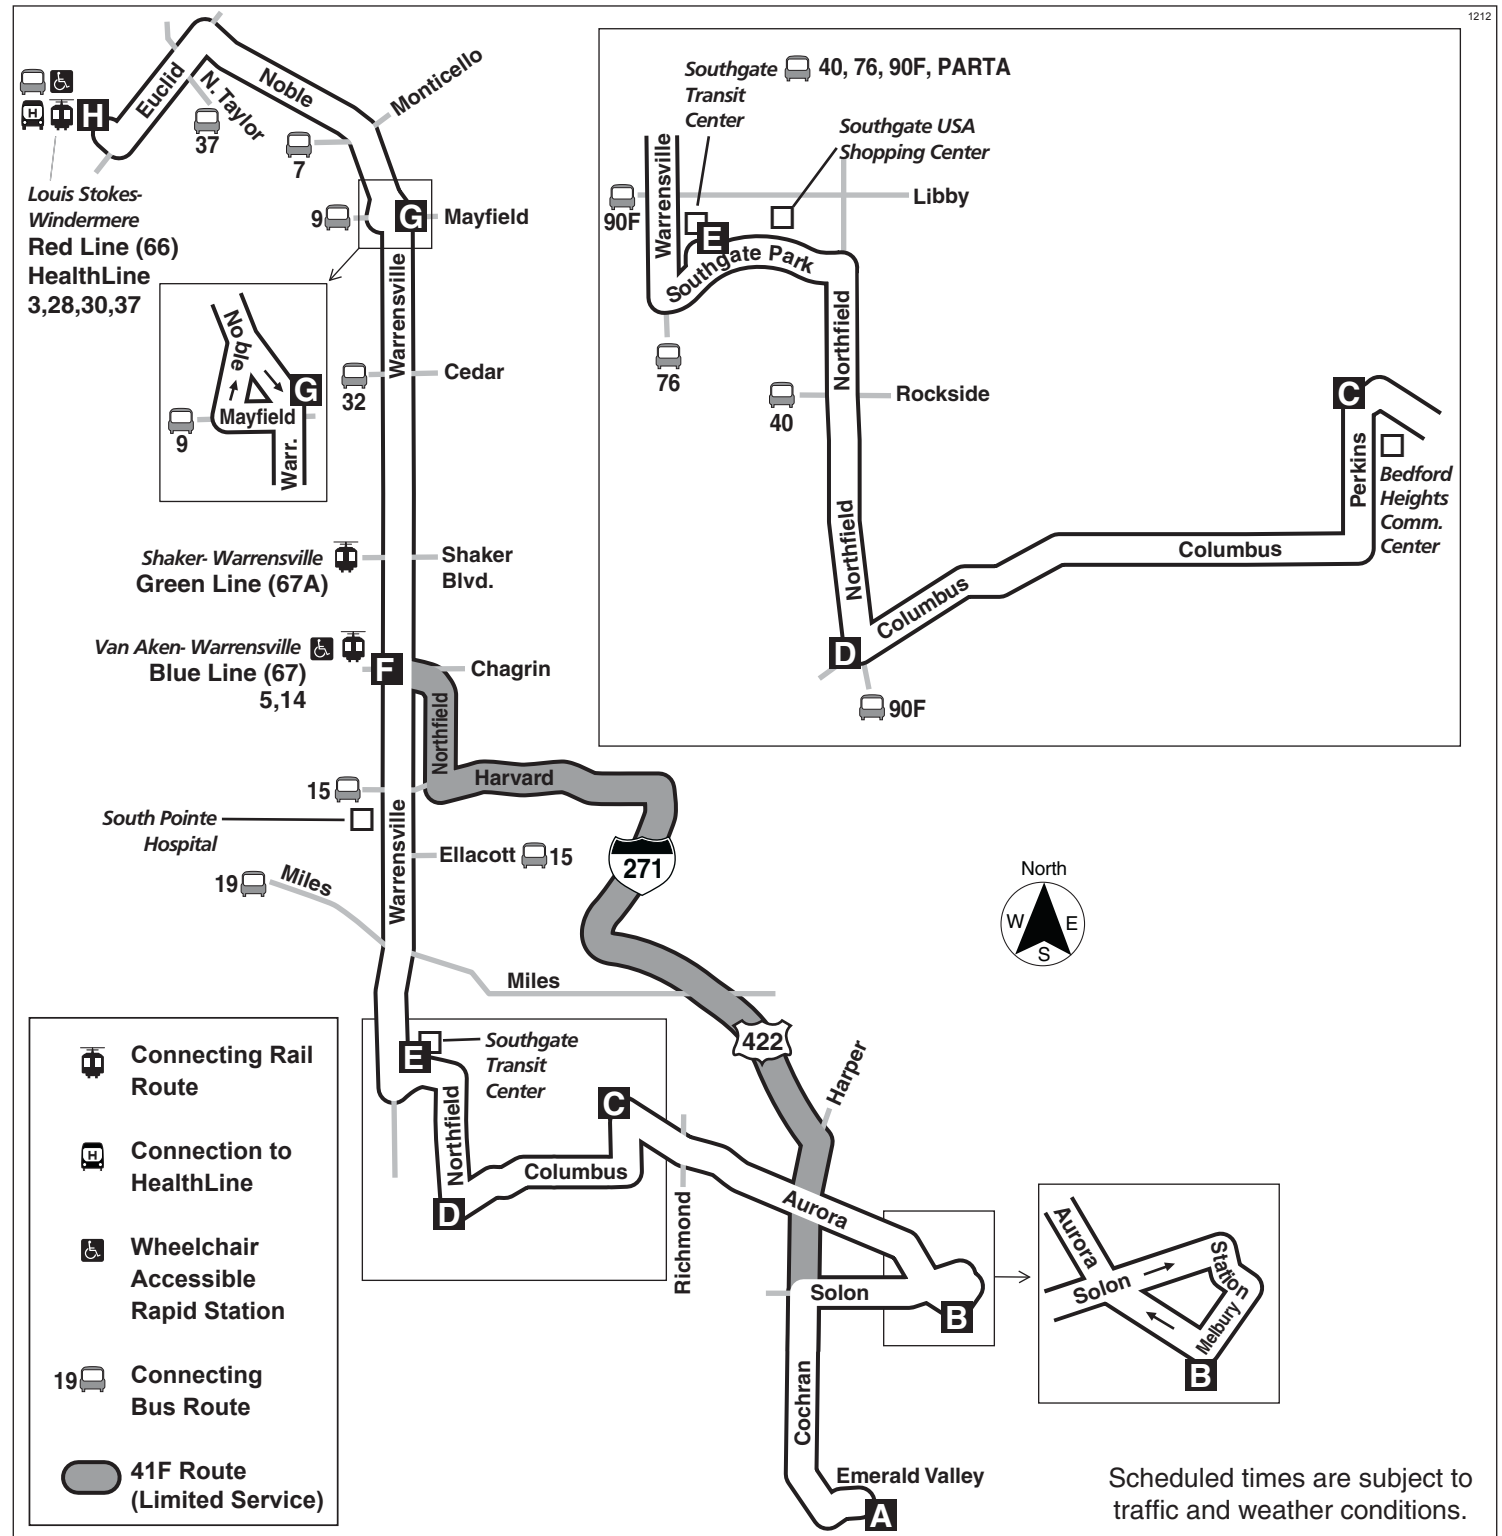 1212
Euclid
N. Taylor
Noble
Monticello
H
H
37
7
Louis Stokes-
Windermere
Red Line (66)
HealthLine
3,28,30,37
9
G
Mayfield
Warrensville
Noble
G
Mayfield
9
Warr.
32
Cedar
Shaker- Warrensville
Green Line (67A)
Shaker
Blvd.
Van Aken- Warrensville
Blue Line (67)
5,14
F
Chagrin
Northfield
Harvard
15
South Pointe
Hospital
Warrensville
Ellacott
15
271
19
Miles
Miles
422
Harper
E
Southgate
Transit
Center
Northfield
C
Columbus
D
Richmond
Aurora
Solon
B
Cochran
Emerald Valley
A
Southgate
Transit
Center
40, 76, 90F, PARTA
Southgate USA
Shopping Center
Warrensville
90F
Libby
E
Southgate Park
76
Northfield
40
Rockside
Northfield
D
90F
Columbus
Columbus
C
Perkins
Bedford
Heights
Comm.
Center
North
W
E
S
Aurora
Solon
Station
Melbury
B
Connecting Rail
Route
H
Connection to
HealthLine
Wheelchair
Accessible
Rapid Station
19
Connecting
Bus Route
41F Route
(Limited Service)
Scheduled times are subject to
traffic and weather conditions.